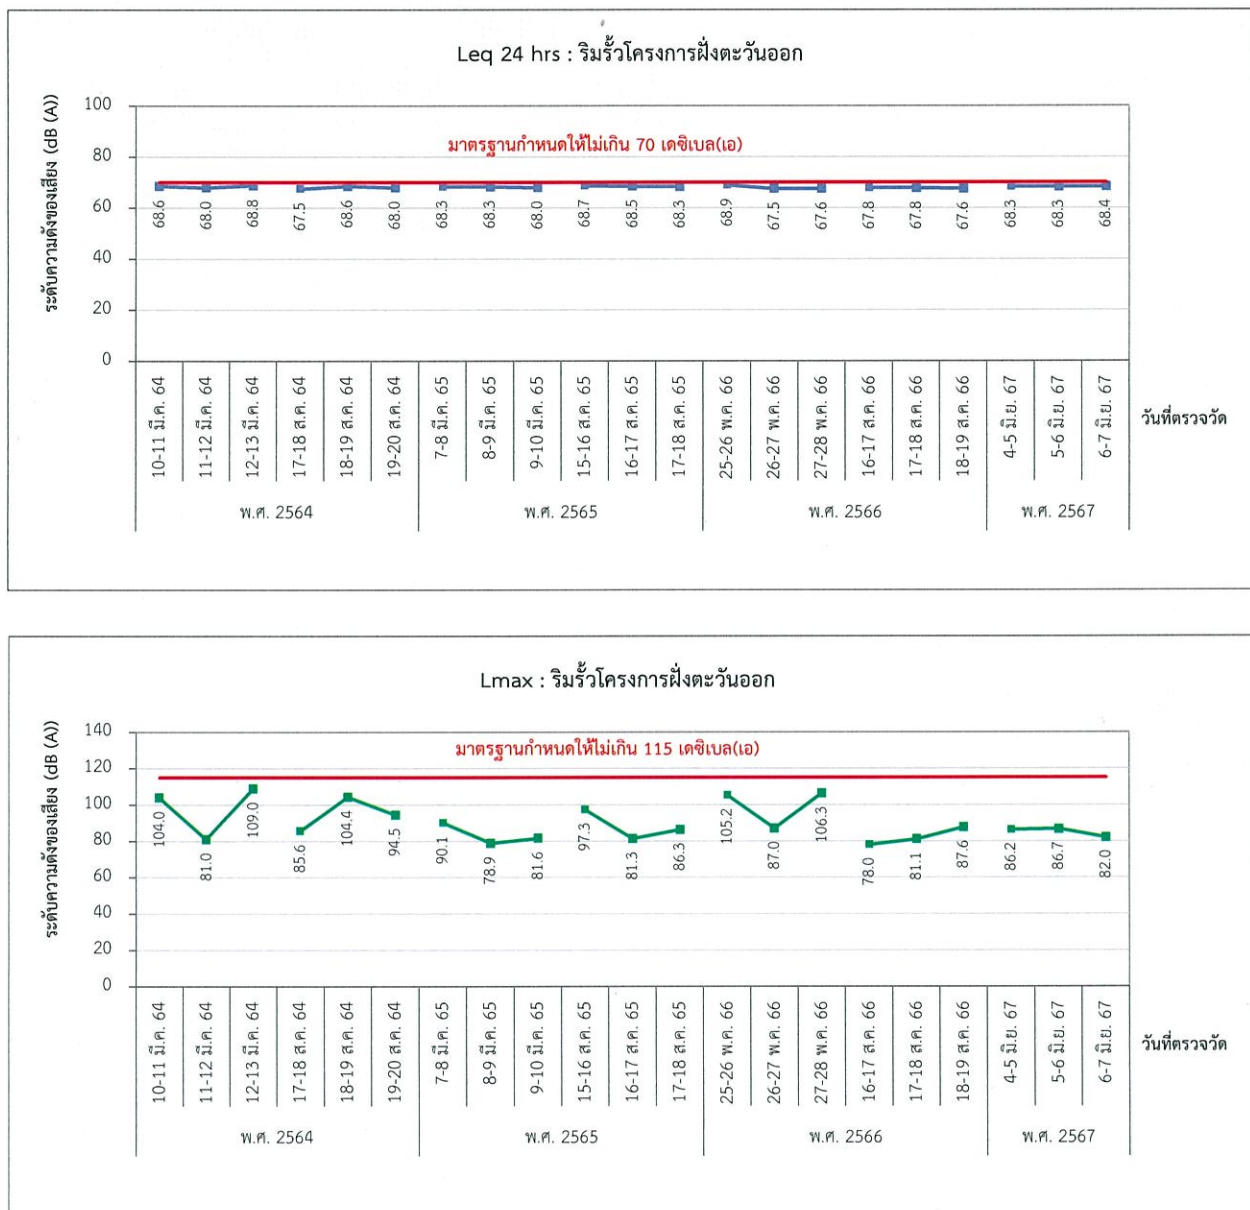 Leq 24 hrs : ริมรั้วโครงการฝั่งตะวันออก
ระดับความดังของเสียง (dB (A))
100
80
60
40
20
0
มาตรฐานกำหนดให้ไม่เกิน 70 เดซิเบล(เอ)
68.6 68.0 68.8 67.5 68.6 68.0 68.3 68.3 68.0 68.7 68.5 68.3 68.9 67.5 67.6 67.8 67.8 67.6 68.3 68.3 68.4
10-11 มี.ค. 64 11-12 มี.ค. 64 12-13 มี.ค. 64 17-18 ส.ค. 64 18-19 ส.ค. 64 19-20 ส.ค. 64 7-8 มี.ค. 65 8-9 มี.ค. 65 9-10 มี.ค. 65 15-16 ส.ค. 65 16-17 ส.ค. 65 17-18 ส.ค. 65 25-26 พ.ค. 66 26-27 พ.ค. 66 27-28 พ.ค. 66 16-17 ส.ค. 66 17-18 ส.ค. 66 18-19 ส.ค. 66 4-5 มิ.ย. 67 5-6 มิ.ย. 67 6-7 มิ.ย. 67
วันที่ตรวจวัด
พ.ศ. 2564 พ.ศ. 2565 พ.ศ. 2566 พ.ศ. 2567
Lmax : ริมรั้วโครงการฝั่งตะวันออก
ระดับความดังของเสียง (dB (A))
140
120
100
80
60
40
20
0
มาตรฐานกำหนดให้ไม่เกิน 115 เดซิเบล(เอ)
104.0 81.0 109.0 85.6 104.4 94.5 90.1 78.9 81.6 97.3 81.3 86.3 105.2 87.0 106.3 78.0 81.1 87.6 86.2 86.7 82.0
10-11 มี.ค. 64 11-12 มี.ค. 64 12-13 มี.ค. 64 17-18 ส.ค. 64 18-19 ส.ค. 64 19-20 ส.ค. 64 7-8 มี.ค. 65 8-9 มี.ค. 65 9-10 มี.ค. 65 15-16 ส.ค. 65 16-17 ส.ค. 65 17-18 ส.ค. 65 25-26 พ.ค. 66 26-27 พ.ค. 66 27-28 พ.ค. 66 16-17 ส.ค. 66 17-18 ส.ค. 66 18-19 ส.ค. 66 4-5 มิ.ย. 67 5-6 มิ.ย. 67 6-7 มิ.ย. 67
วันที่ตรวจวัด
พ.ศ. 2564 พ.ศ. 2565 พ.ศ. 2566 พ.ศ. 2567